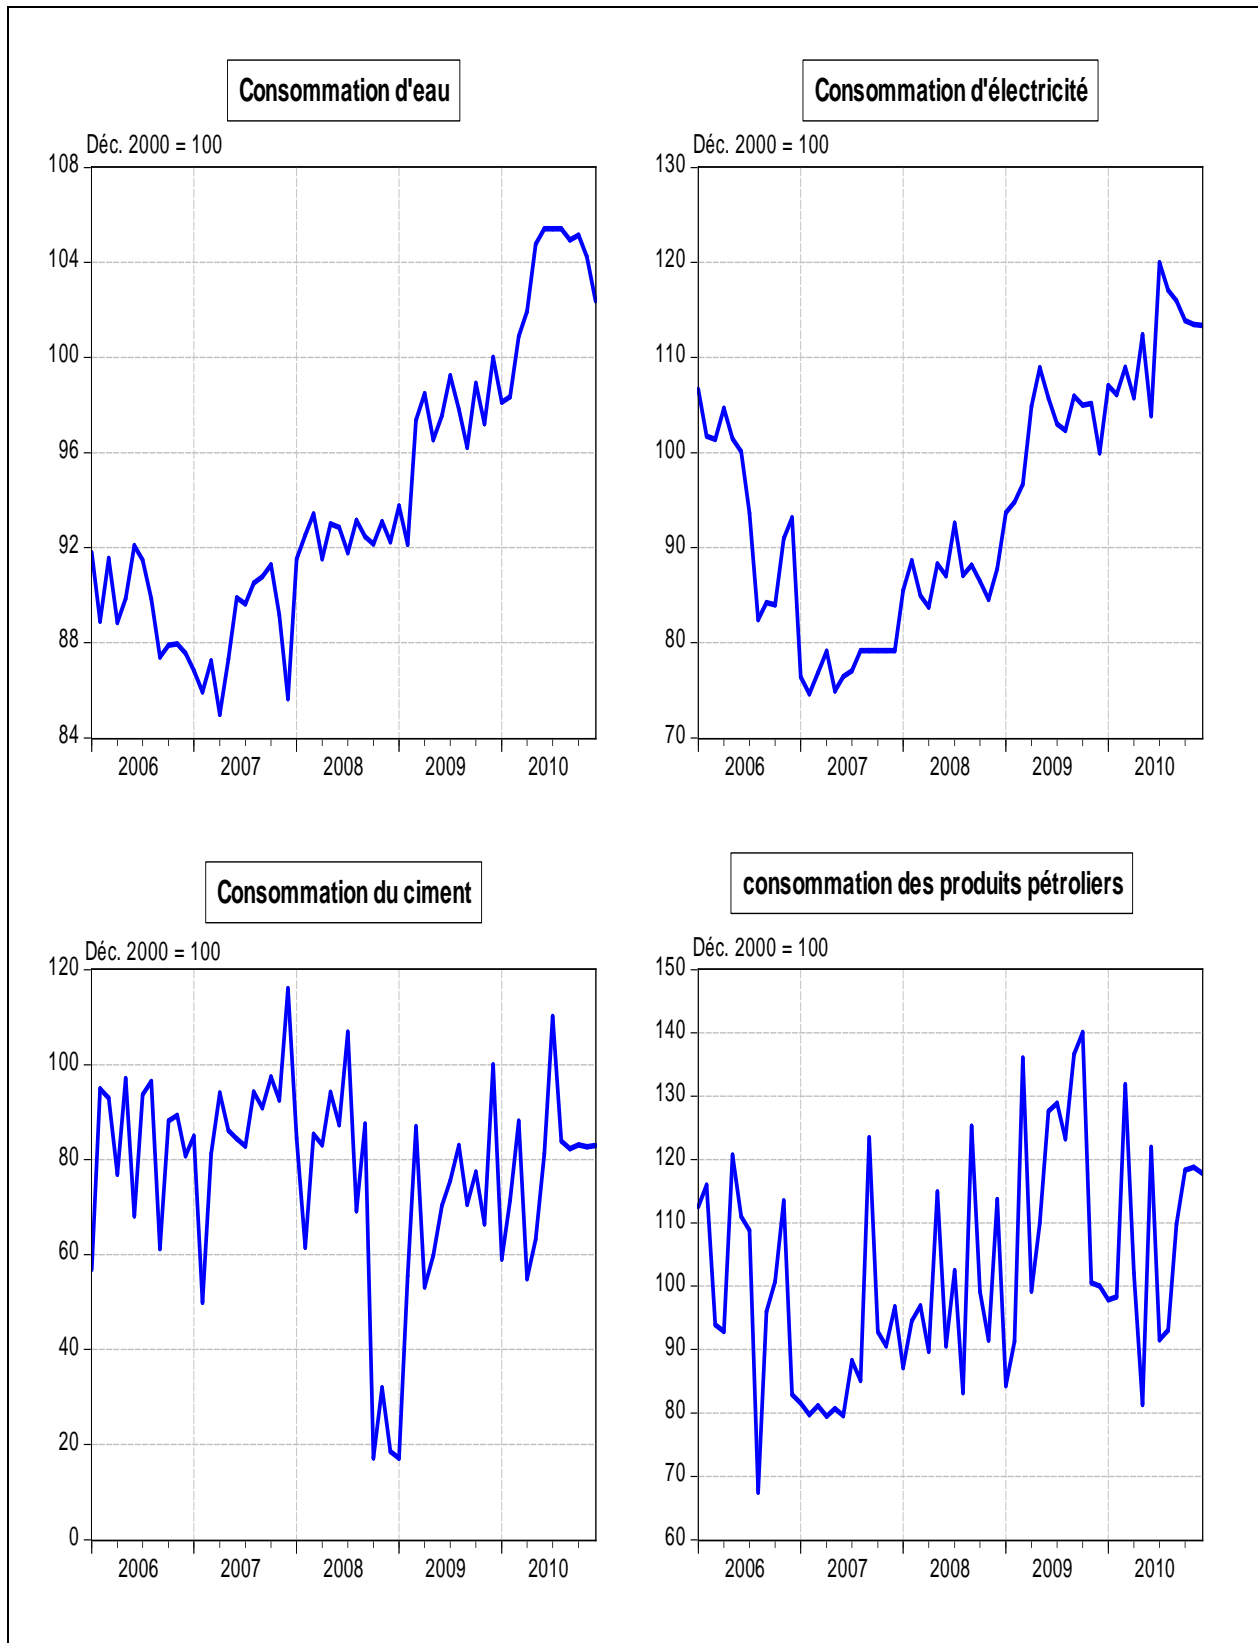 Consommation d'eau
Déc. 2000 = 100
108
104
100
96
92
88
84
2006 2007 2008 2009 2010
Consommation d'électricité
Déc. 2000 = 100
130
120
110
100
90
80
70
2006 2007 2008 2009 2010
Consommation du ciment
Déc. 2000 = 100
120
100
80
60
40
20
0
2006 2007 2008 2009 2010
consommation des produits pétroliers
Déc. 2000 = 100
150
140
130
120
110
100
90
80
70
60
2006 2007 2008 2009 2010